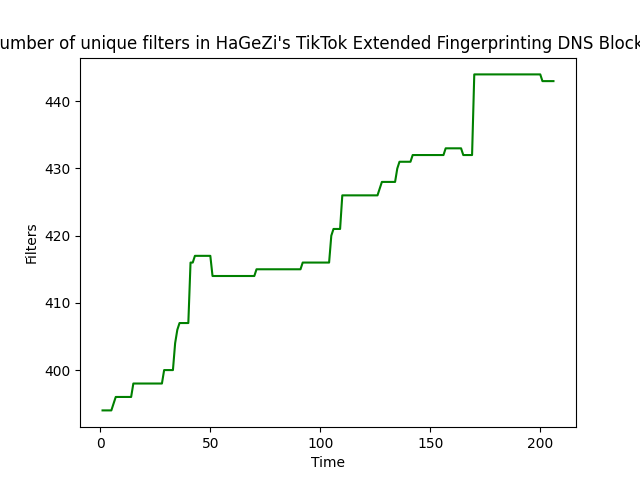 umber of unique filters in HaGeZi's TikTok Extended Fingerprinting DNS Block
440
430
420
410
400
Filters
0 50 100 150 200
Time